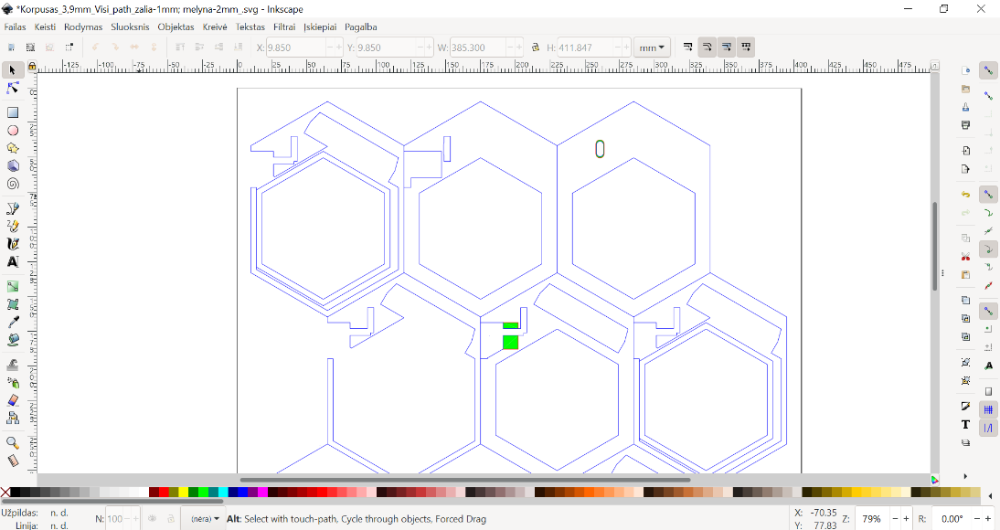 *Korpusas_3,9mm_Visi_path_zalia-1mm; melyna-2mm_.svg - Inkscape
Failas Keisti Rodymas Sluoksnis Objektas Kreivė Tekstas Filtrai Įskiepiai Pagalba
X: 9.850 Y: 9.850 W: 385.300 H: 411.847 mm
-125 -100 -75 -50 -25 0 25 50 75 100 125 150 175 200 225 250 275 300 325 350 375 400 425 450 475
Užpildas: n. d. N: 100 (nėra) Alt: Select with touch-path, Cycle through objects, Forced Drag X: -70.35 Z: 79% R: 0.00°
Linija: n. d. Y: 77.83